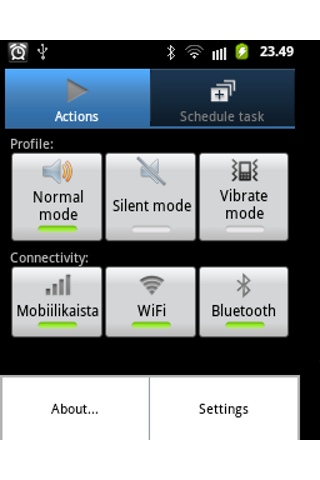 23.49
Actions
Schedule task
Profile:
Normal mode
Silent mode
Vibrate mode
Connectivity:
Mobiilikaista
WiFi
Bluetooth
About...
Settings